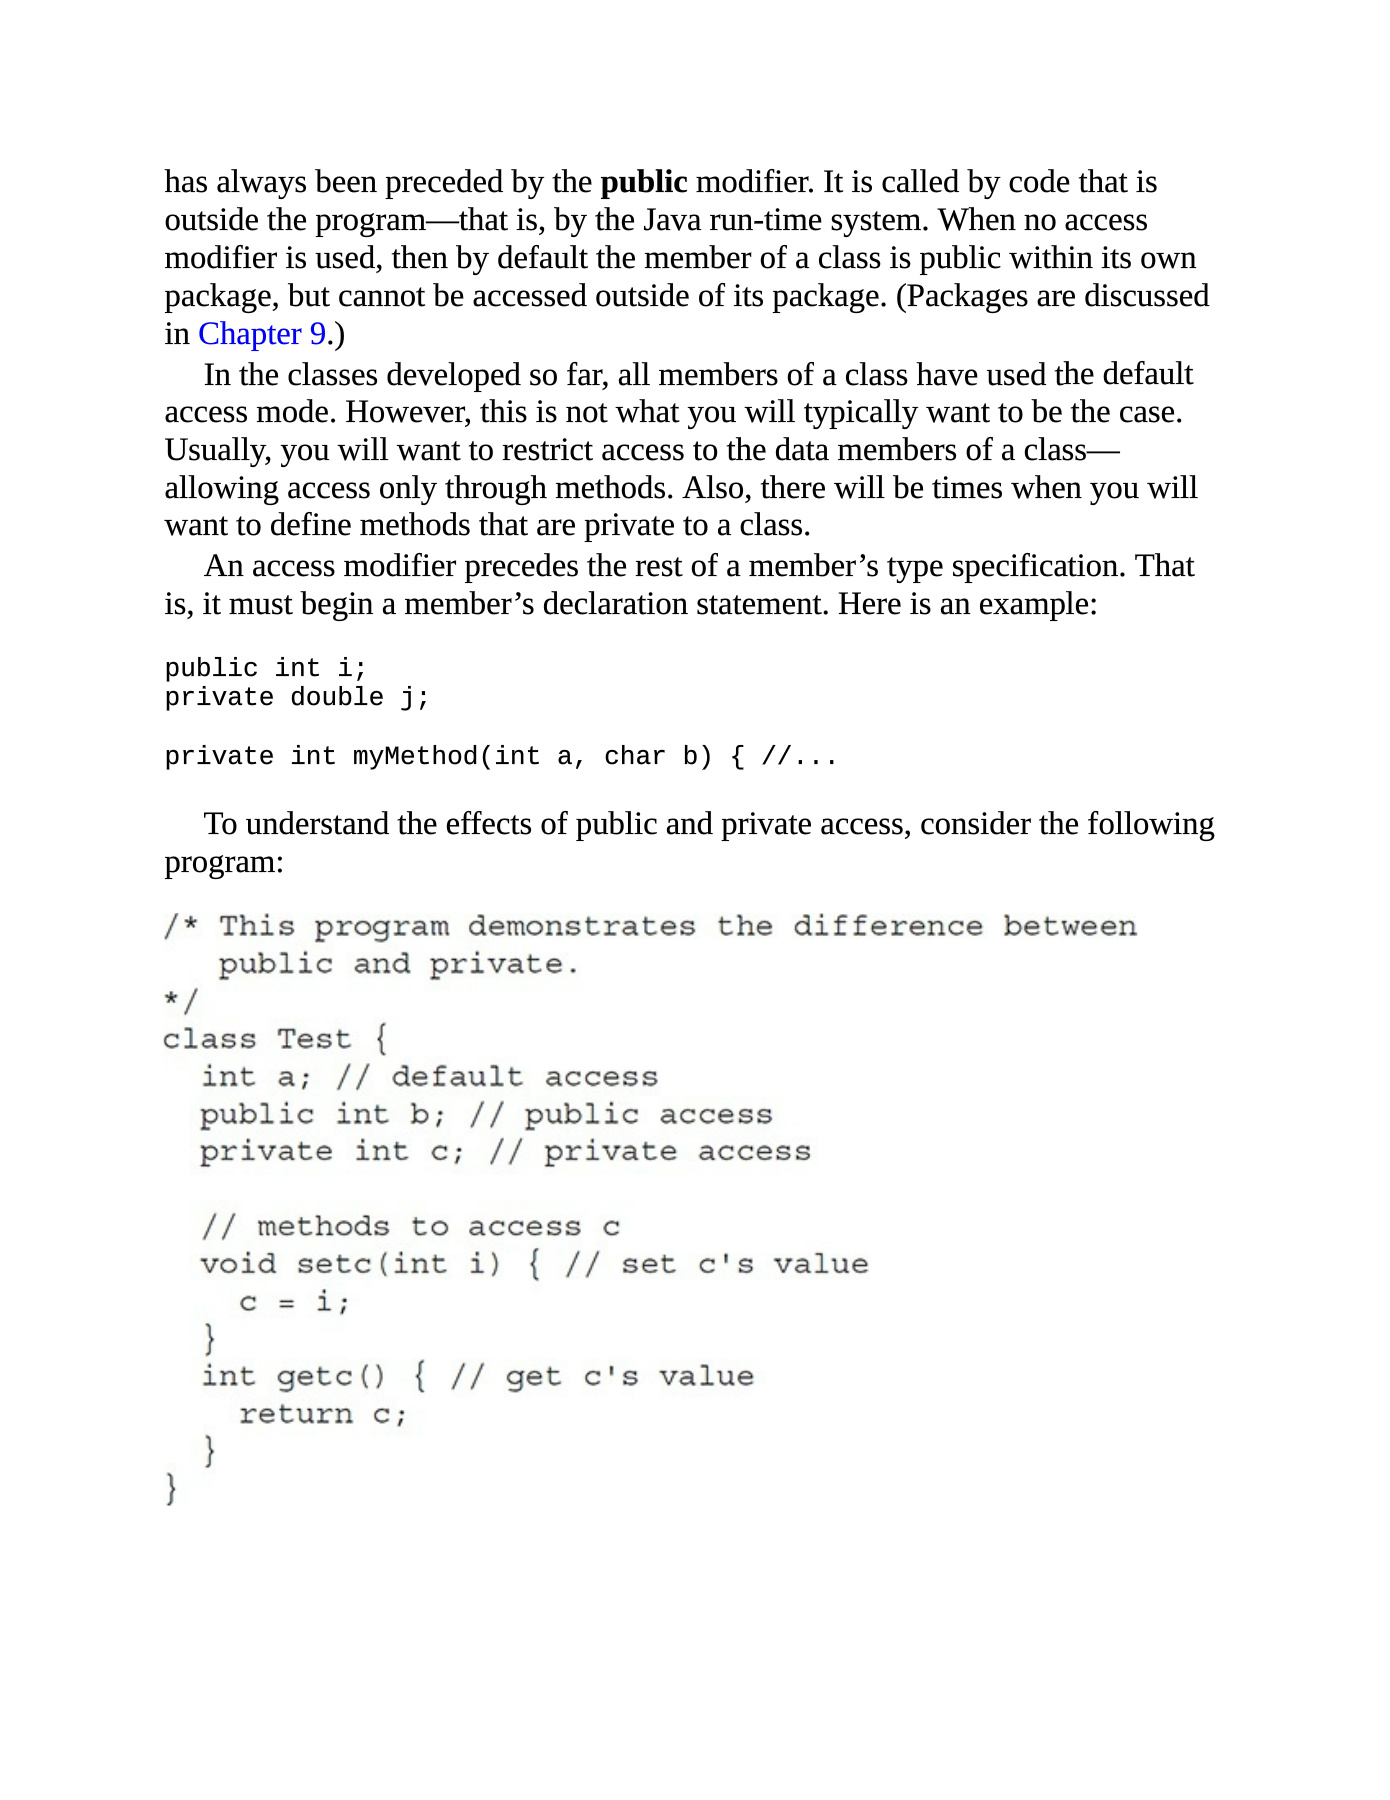 has always been preceded by the public modifier. It is called by code that is
outside the program—that is, by the Java run-time system. When no access
modifier is used, then by default the member of a class is public within its own
package, but cannot be accessed outside of its package. (Packages are discussed
in Chapter 9.)
In the classes developed so far, all members of a class have used the default
access mode. However, this is not what you will typically want to be the case.
Usually, you will want to restrict access to the data members of a class—
allowing access only through methods. Also, there will be times when you will
want to define methods that are private to a class.
An access modifier precedes the rest of a member’s type specification. That
is, it must begin a member’s declaration statement. Here is an example:
public int i;
private double j;
private int myMethod(int a, char b) { //...
To understand the effects of public and private access, consider the following
program:
/* This program demonstrates the difference between
   public and private.
*/
class Test {
  int a; // default access
  public int b; // public access
  private int c; // private access
  // methods to access c
  void setc(int i) { // set c's value
    c = i;
  }
  int getc() { // get c's value
    return c;
  }
}